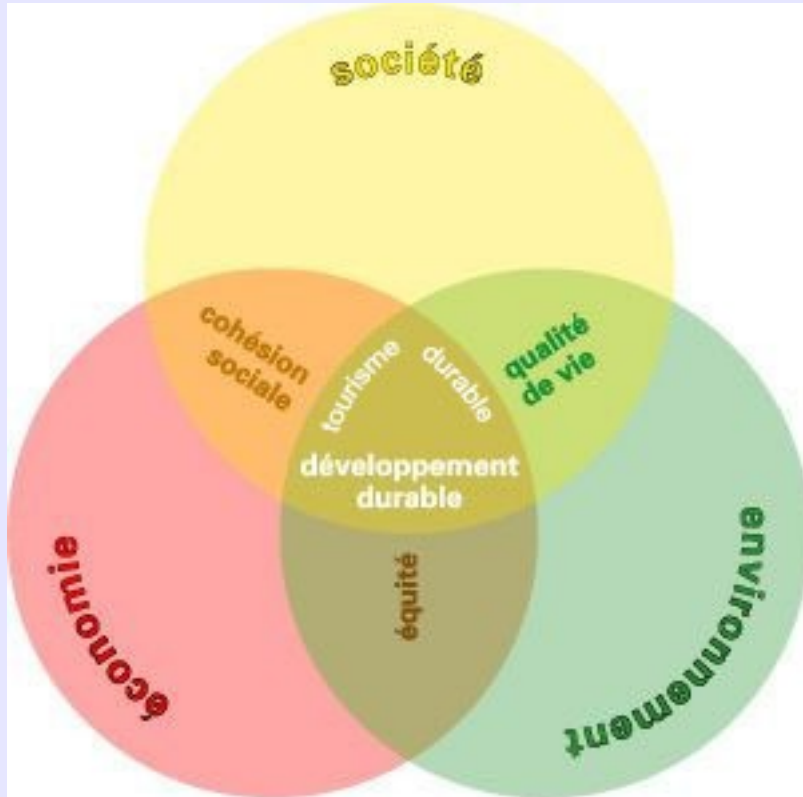 société
cohésion
sociale
tourisme durable
qualité
de vie
développement
durable
équité
économie
environnement